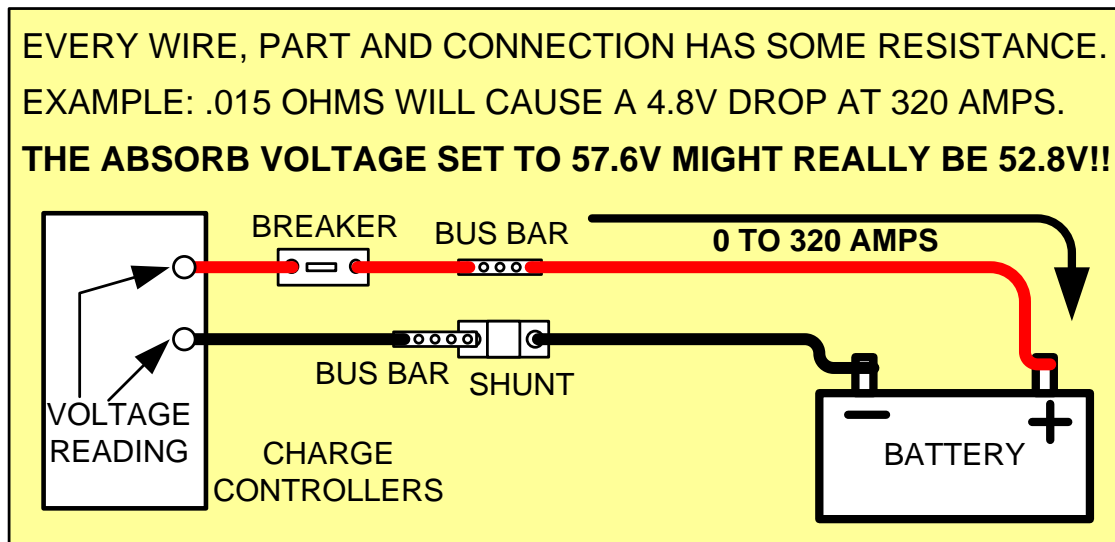 EVERY WIRE, PART AND CONNECTION HAS SOME RESISTANCE.
EXAMPLE: .015 OHMS WILL CAUSE A 4.8V DROP AT 320 AMPS.
THE ABSORB VOLTAGE SET TO 57.6V MIGHT REALLY BE 52.8V!!
BREAKER
BUS BAR
0 TO 320 AMPS
BUS BAR
SHUNT
VOLTAGE
READING
CHARGE
CONTROLLERS
BATTERY
− +